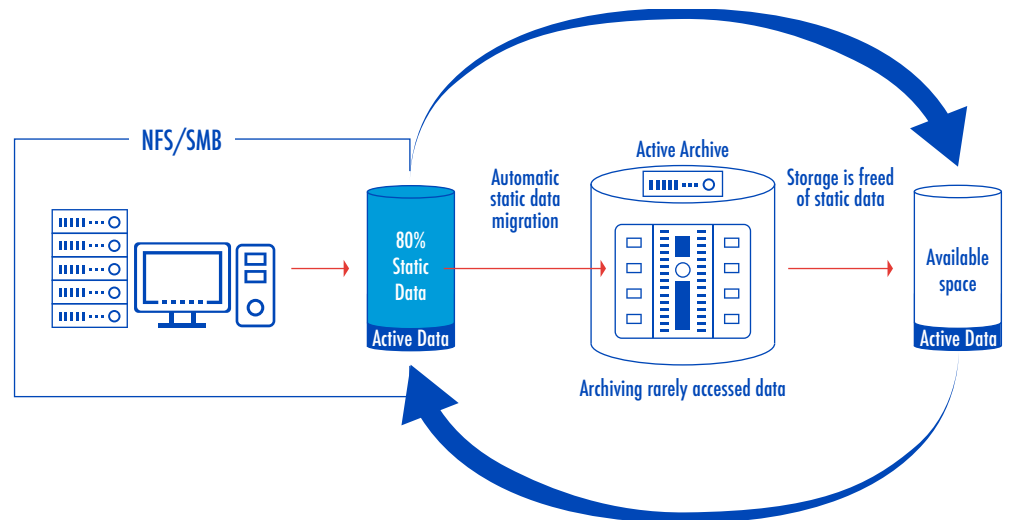 NFS/SMB
80%
Static
Data
Active Data
Automatic
static data
migration
Active Archive
Archiving rarely accessed data
Storage is freed
of static data
Available
space
Active Data